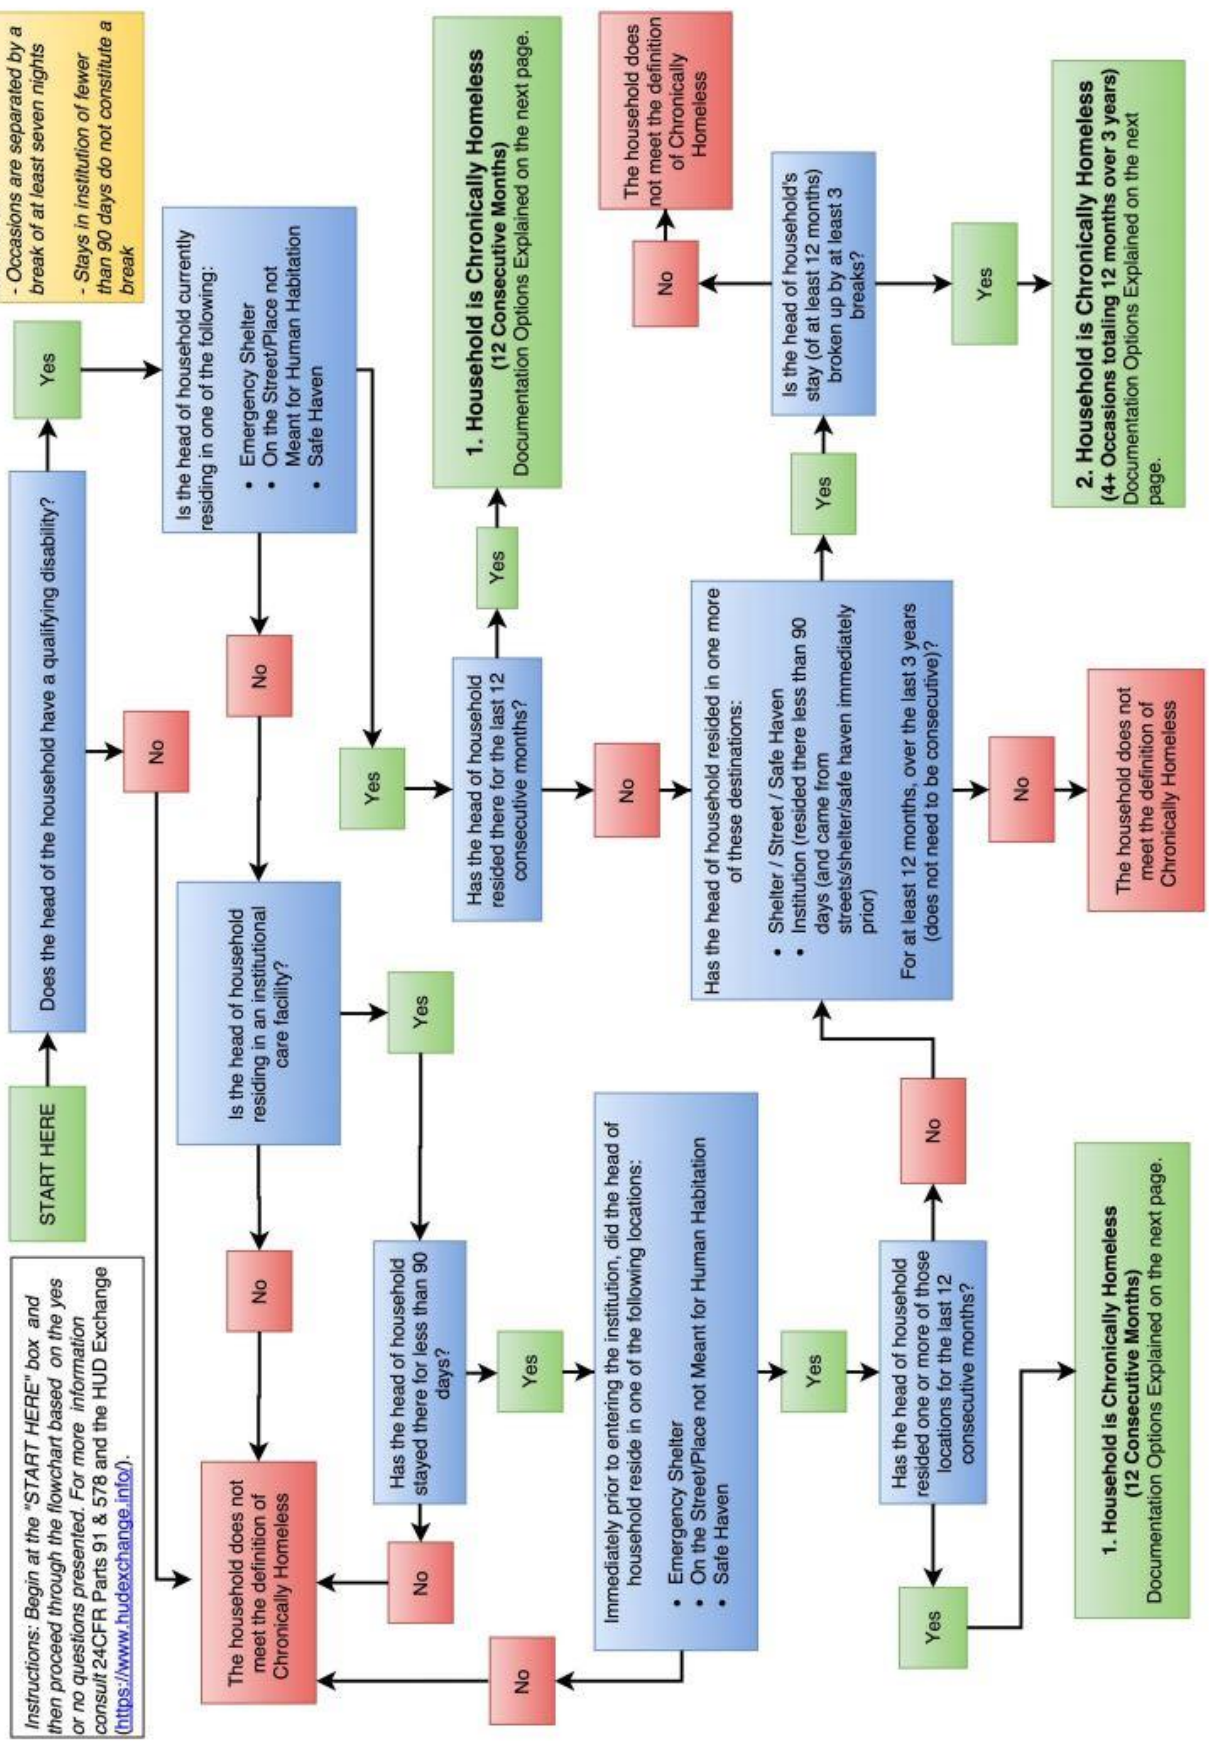 Instructions: Begin at the "START HERE" box and
then proceed through the flowchart based on the yes
or no questions presented. For more information
consult 24CFR Parts 91 & 578 and the HUD Exchange
(https://www.hudexchange.info/).
START HERE
Does the head of the household have a qualifying disability?
Yes
- Occasions are separated by a
break of at least seven nights
- Stays in institution of fewer
than 90 days do not constitute a
break
No
Is the head of household currently
residing in one of the following:
• Emergency Shelter
• On the Street/Place not
Meant for Human Habitation
• Safe Haven
No
Yes
Is the head of household
residing in an institutional
care facility?
No
The household does not
meet the definition of
Chronically Homeless
Yes
Has the head of household
stayed there for less than 90
days?
No
Yes
Immediately prior to entering the institution, did the head of
household reside in one of the following locations:
• Emergency Shelter
• On the Street/Place not Meant for Human Habitation
• Safe Haven
No
Yes
Has the head of household
resided one or more of those
locations for the last 12
consecutive months?
Yes
No
1. Household is Chronically Homeless
(12 Consecutive Months)
Documentation Options Explained on the next page.
Has the head of household
resided there for the last 12
consecutive months?
Yes
1. Household is Chronically Homeless
(12 Consecutive Months)
Documentation Options Explained on the next page.
No
Has the head of household resided in one more
of these destinations:
• Shelter / Street / Safe Haven
• Institution (resided there less than 90
days (and came from
streets/shelter/safe haven immediately
prior)
For at least 12 months, over the last 3 years
(does not need to be consecutive)?
No
The household does not
meet the definition of
Chronically Homeless
Yes
Is the head of household's
stay (of at least 12 months)
broken up by at least 3
breaks?
No
The household does
not meet the definition
of Chronically
Homeless
Yes
2. Household is Chronically Homeless
(4+ Occasions totaling 12 months over 3 years)
Documentation Options Explained on the next
page.